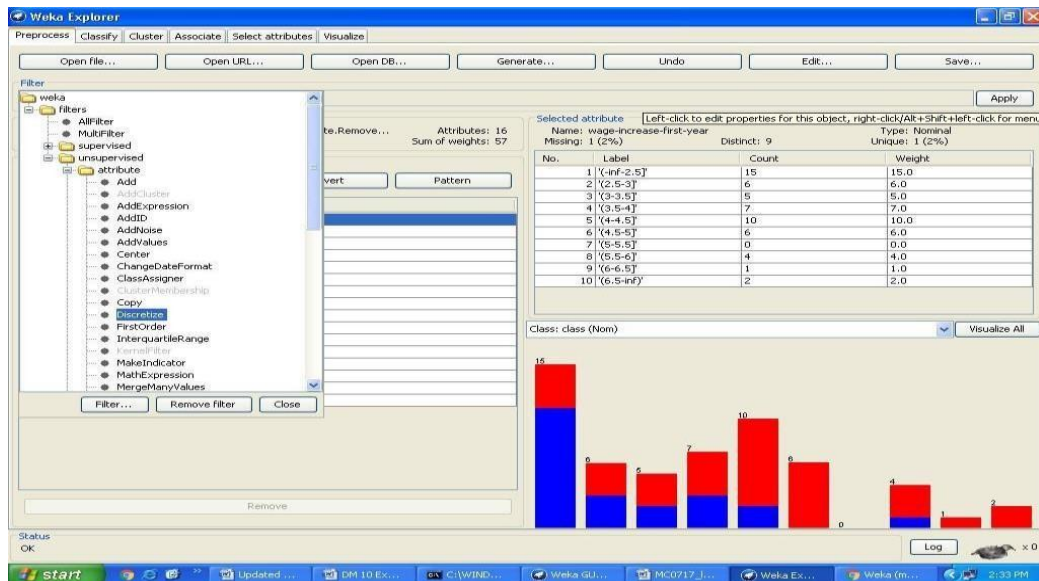 Weka Explorer
Preprocess Classify Cluster Associate Select attributes Visualize
Open file... Open URL... Open DB... Generate... Undo Edit... Save...
Filter
weka
filters
AllFilter
MultiFilter
supervised
unsupervised
attribute
Add
AddCluster
AddExpression
AddID
AddNoise
AddValues
Center
ChangeDateFormat
ClassAssigner
ClusterMembership
Copy
Discretize
FirstOrder
InterquartileRange
KernelFilter
MakeIndicator
MathExpression
MergeManyValues
Filter... Remove filter Close
Apply
te.Remove... Attributes: 16
Sum of weights: 57
vert Pattern
Remove
Selected attribute
Left-click to edit properties for this object, right-click/Alt+Shift+left-click for menu
Name: wage-increase-first-year Type: Nominal
Missing: 1 (2%) Distinct: 9 Unique: 1 (2%)
No. Label Count Weight
1 '(-inf-2.5]' 15 15.0
2 '(2.5-3]' 6 6.0
3 '(3-3.5]' 5 5.0
4 '(3.5-4]' 7 7.0
5 '(4-4.5]' 10 10.0
6 '(4.5-5]' 6 6.0
7 '(5-5.5]' 0 0.0
8 '(5.5-6]' 4 4.0
9 '(6-6.5]' 1 1.0
10 '(6.5-inf)' 2 2.0
Class: class (Nom) Visualize All
15
6
5
7
10
6
0
4
1
2
Status
OK
Log x 0
start Updated ... DM 10 Ex... C:\WIND... Weka GU... MC0717_l... Weka Ex... Weka (m... 2:33 PM